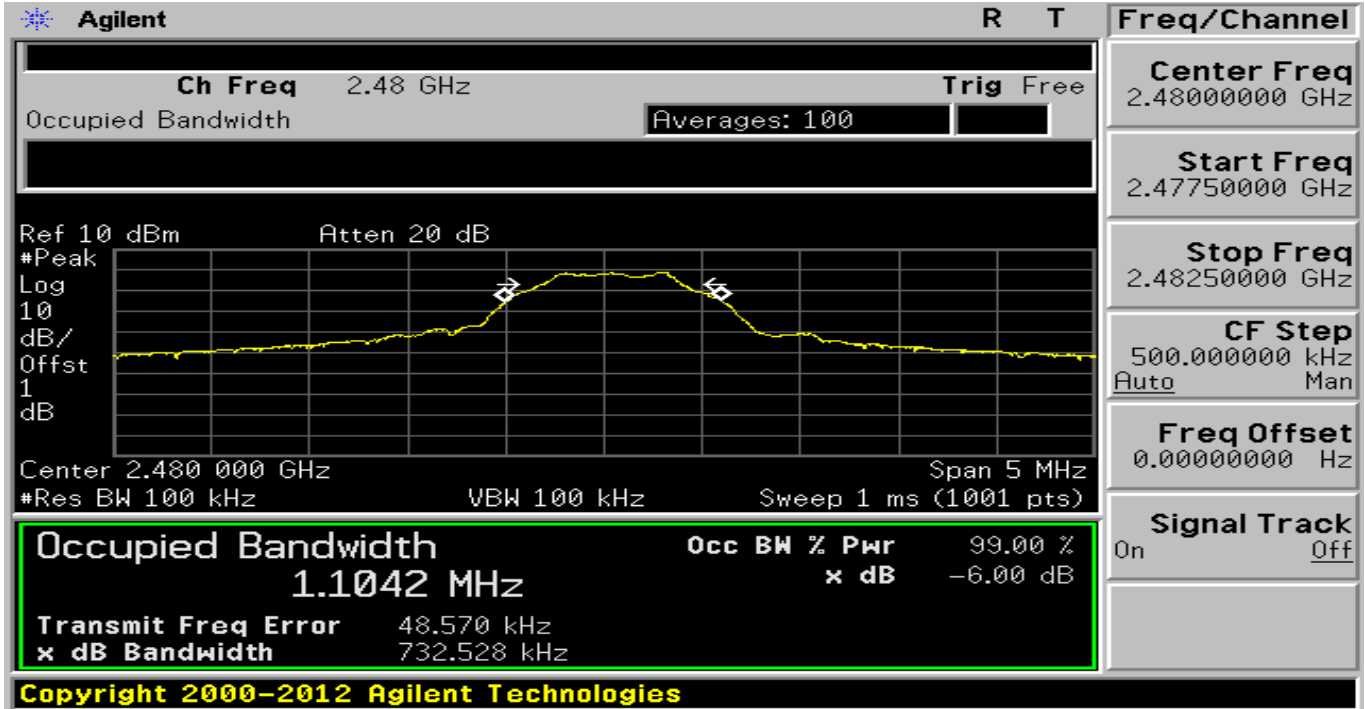 Agilent R T
Freq/Channel
Ch Freq 2.48 GHz Trig Free
Occupied Bandwidth Averages: 100
Center Freq
2.48000000 GHz
Start Freq
2.47750000 GHz
Stop Freq
2.48250000 GHz
CF Step
500.000000 kHz
Auto Man
Freq Offset
0.00000000 Hz
Signal Track
On Off
Ref 10 dBm Atten 20 dB
#Peak
Log
10
dB/
Offst
1
dB
Center 2.480 000 GHz Span 5 MHz
#Res BW 100 kHz VBW 100 kHz Sweep 1 ms (1001 pts)
Occupied Bandwidth Occ BW % Pwr 99.00 %
1.1042 MHz x dB -6.00 dB
Transmit Freq Error 48.570 kHz
x dB Bandwidth 732.528 kHz
Copyright 2000-2012 Agilent Technologies